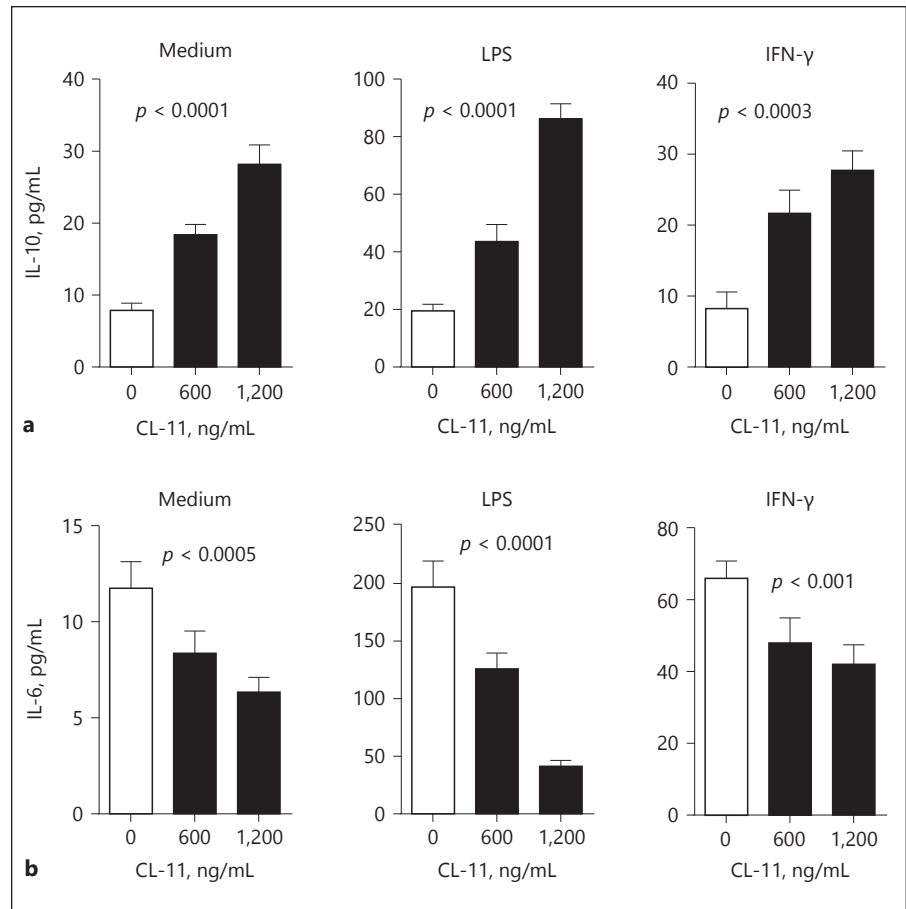 Medium
LPS
IFN-γ
40
30
20
10
0
IL-10, pg/mL
p < 0.0001
0 600 1,200
CL-11, ng/mL
100
80
60
40
20
0
p < 0.0001
0 600 1,200
CL-11, ng/mL
40
30
20
10
0
p < 0.0003
0 600 1,200
CL-11, ng/mL
a
Medium
LPS
IFN-γ
15
10
5
0
IL-6, pg/mL
p < 0.0005
0 600 1,200
CL-11, ng/mL
250
200
150
100
50
0
p < 0.0001
0 600 1,200
CL-11, ng/mL
80
60
40
20
0
p < 0.001
0 600 1,200
CL-11, ng/mL
b